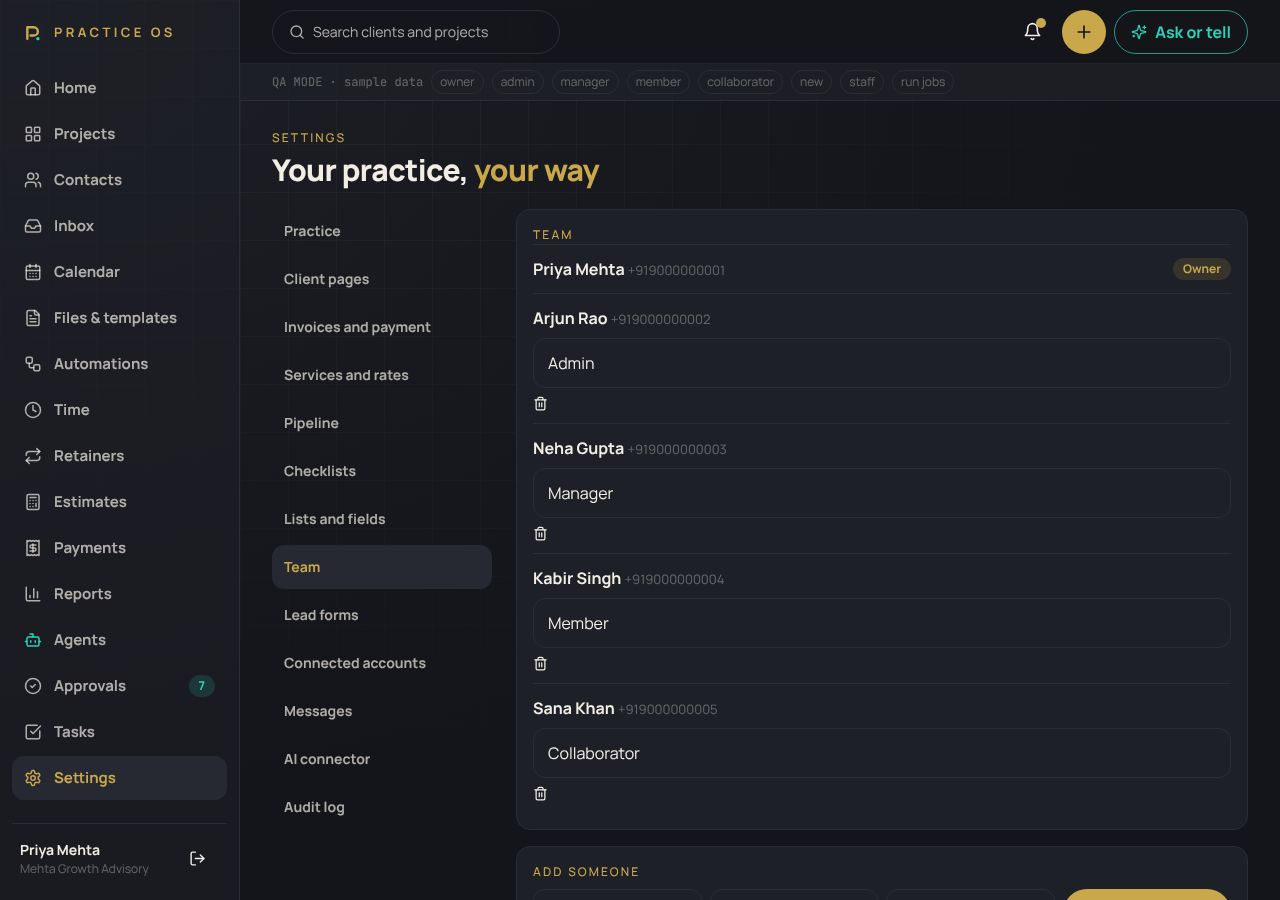 PRACTICE OS
Search clients and projects
Ask or tell
QA MODE · sample data owner admin manager member collaborator new staff run jobs
Home
Projects
Contacts
Inbox
Calendar
Files & templates
Automations
Time
Retainers
Estimates
Payments
Reports
Agents
Approvals 7
Tasks
Settings
Priya Mehta
Mehta Growth Advisory
SETTINGS
Your practice, your way
Practice
Client pages
Invoices and payment
Services and rates
Pipeline
Checklists
Lists and fields
Team
Lead forms
Connected accounts
Messages
AI connector
Audit log
TEAM
Priya Mehta +919000000001 Owner
Arjun Rao +919000000002
Admin
Neha Gupta +919000000003
Manager
Kabir Singh +919000000004
Member
Sana Khan +919000000005
Collaborator
ADD SOMEONE